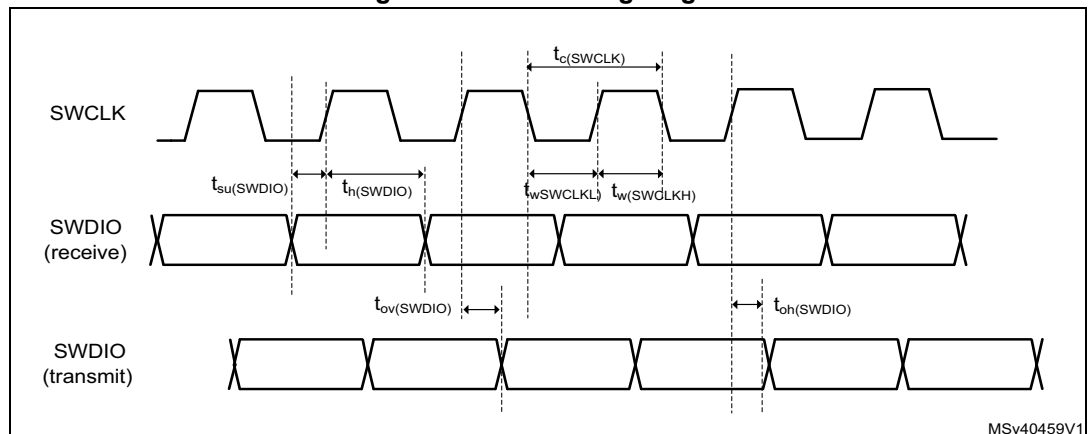 tc(SWCLK)
SWCLK
tsu(SWDIO) th(SWDIO) twSWCLKL) tw(SWCLKH)
SWDIO
(receive)
tov(SWDIO) toh(SWDIO)
SWDIO
(transmit)
MSv40459V1